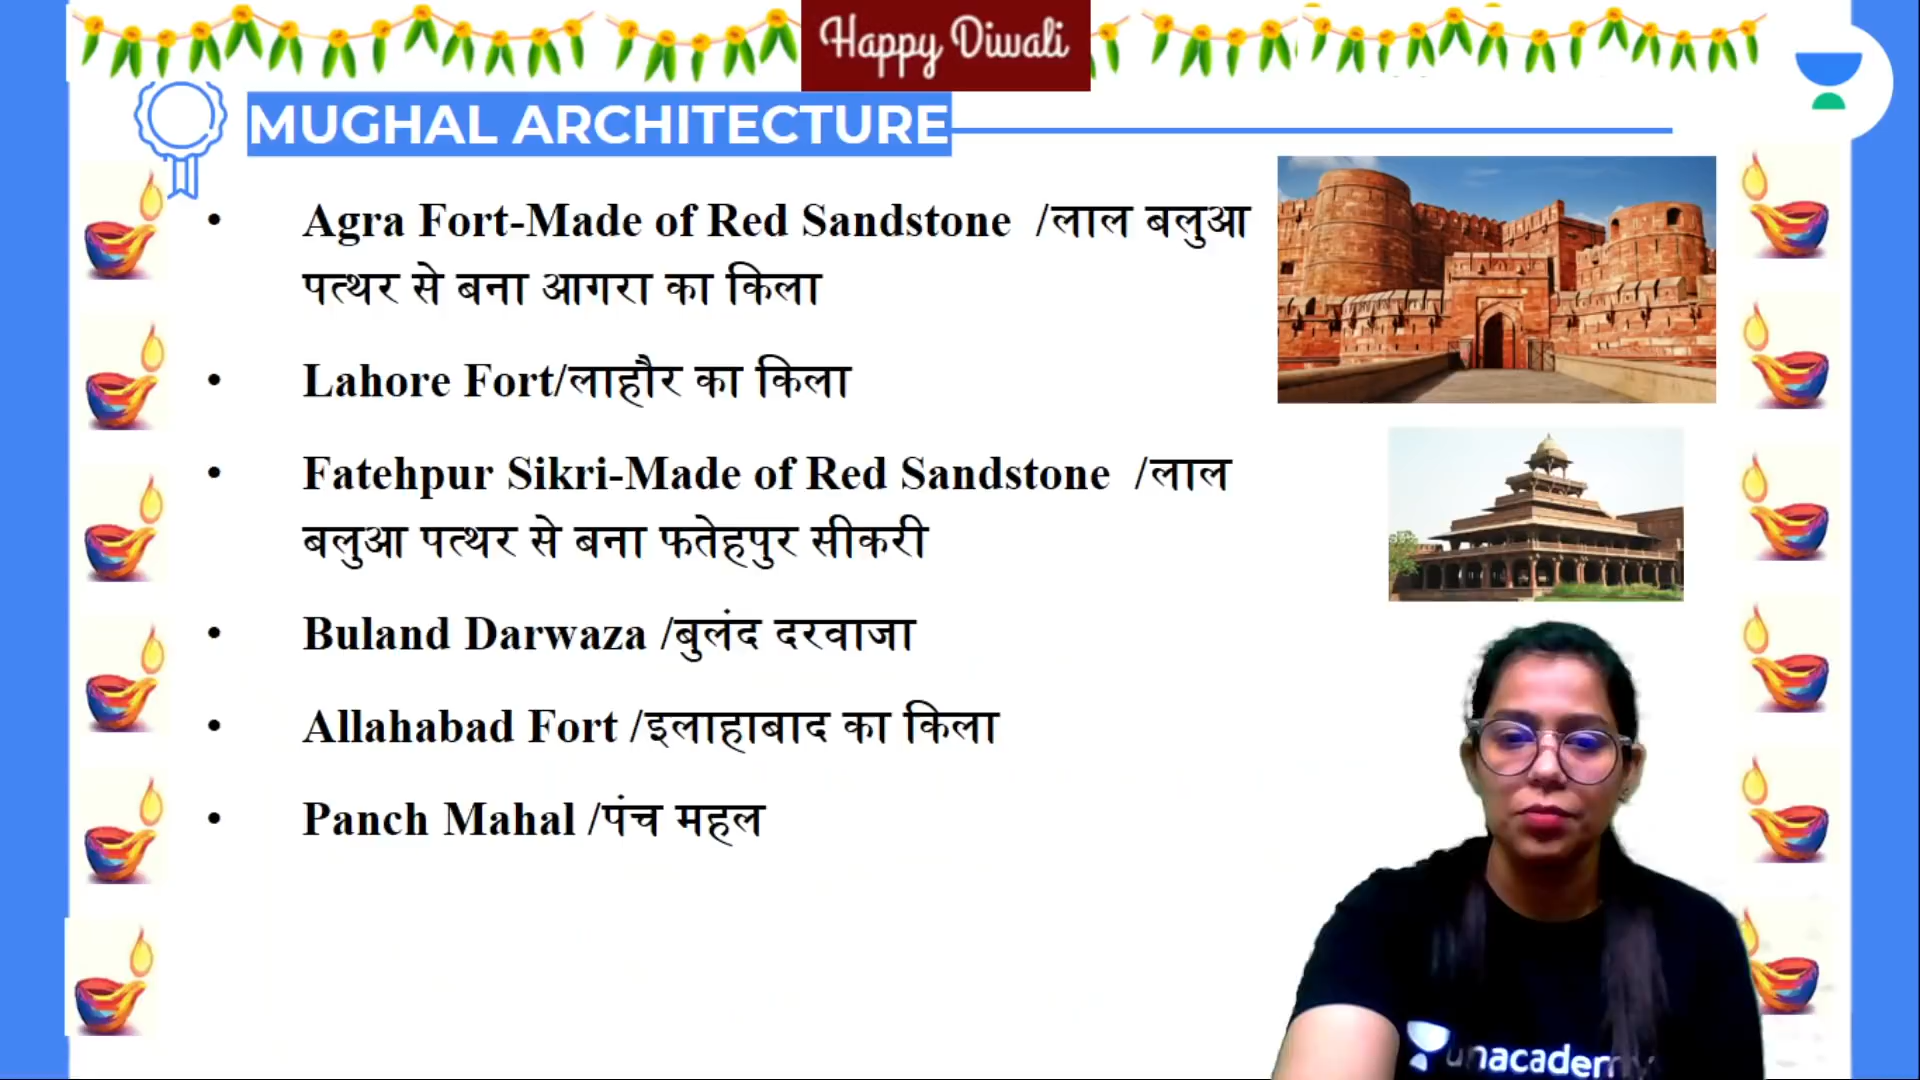 Happy Diwali
MUGHAL ARCHITECTURE
• Agra Fort-Made of Red Sandstone /लाल बलुआ
पत्थर से बना आगरा का किला
• Lahore Fort/लाहौर का किला
• Fatehpur Sikri-Made of Red Sandstone /लाल
बलुआ पत्थर से बना फतेहपुर सीकरी
• Buland Darwaza /बुलंद दरवाजा
• Allahabad Fort /इलाहाबाद का किला
• Panch Mahal /पंच महल
unacademy